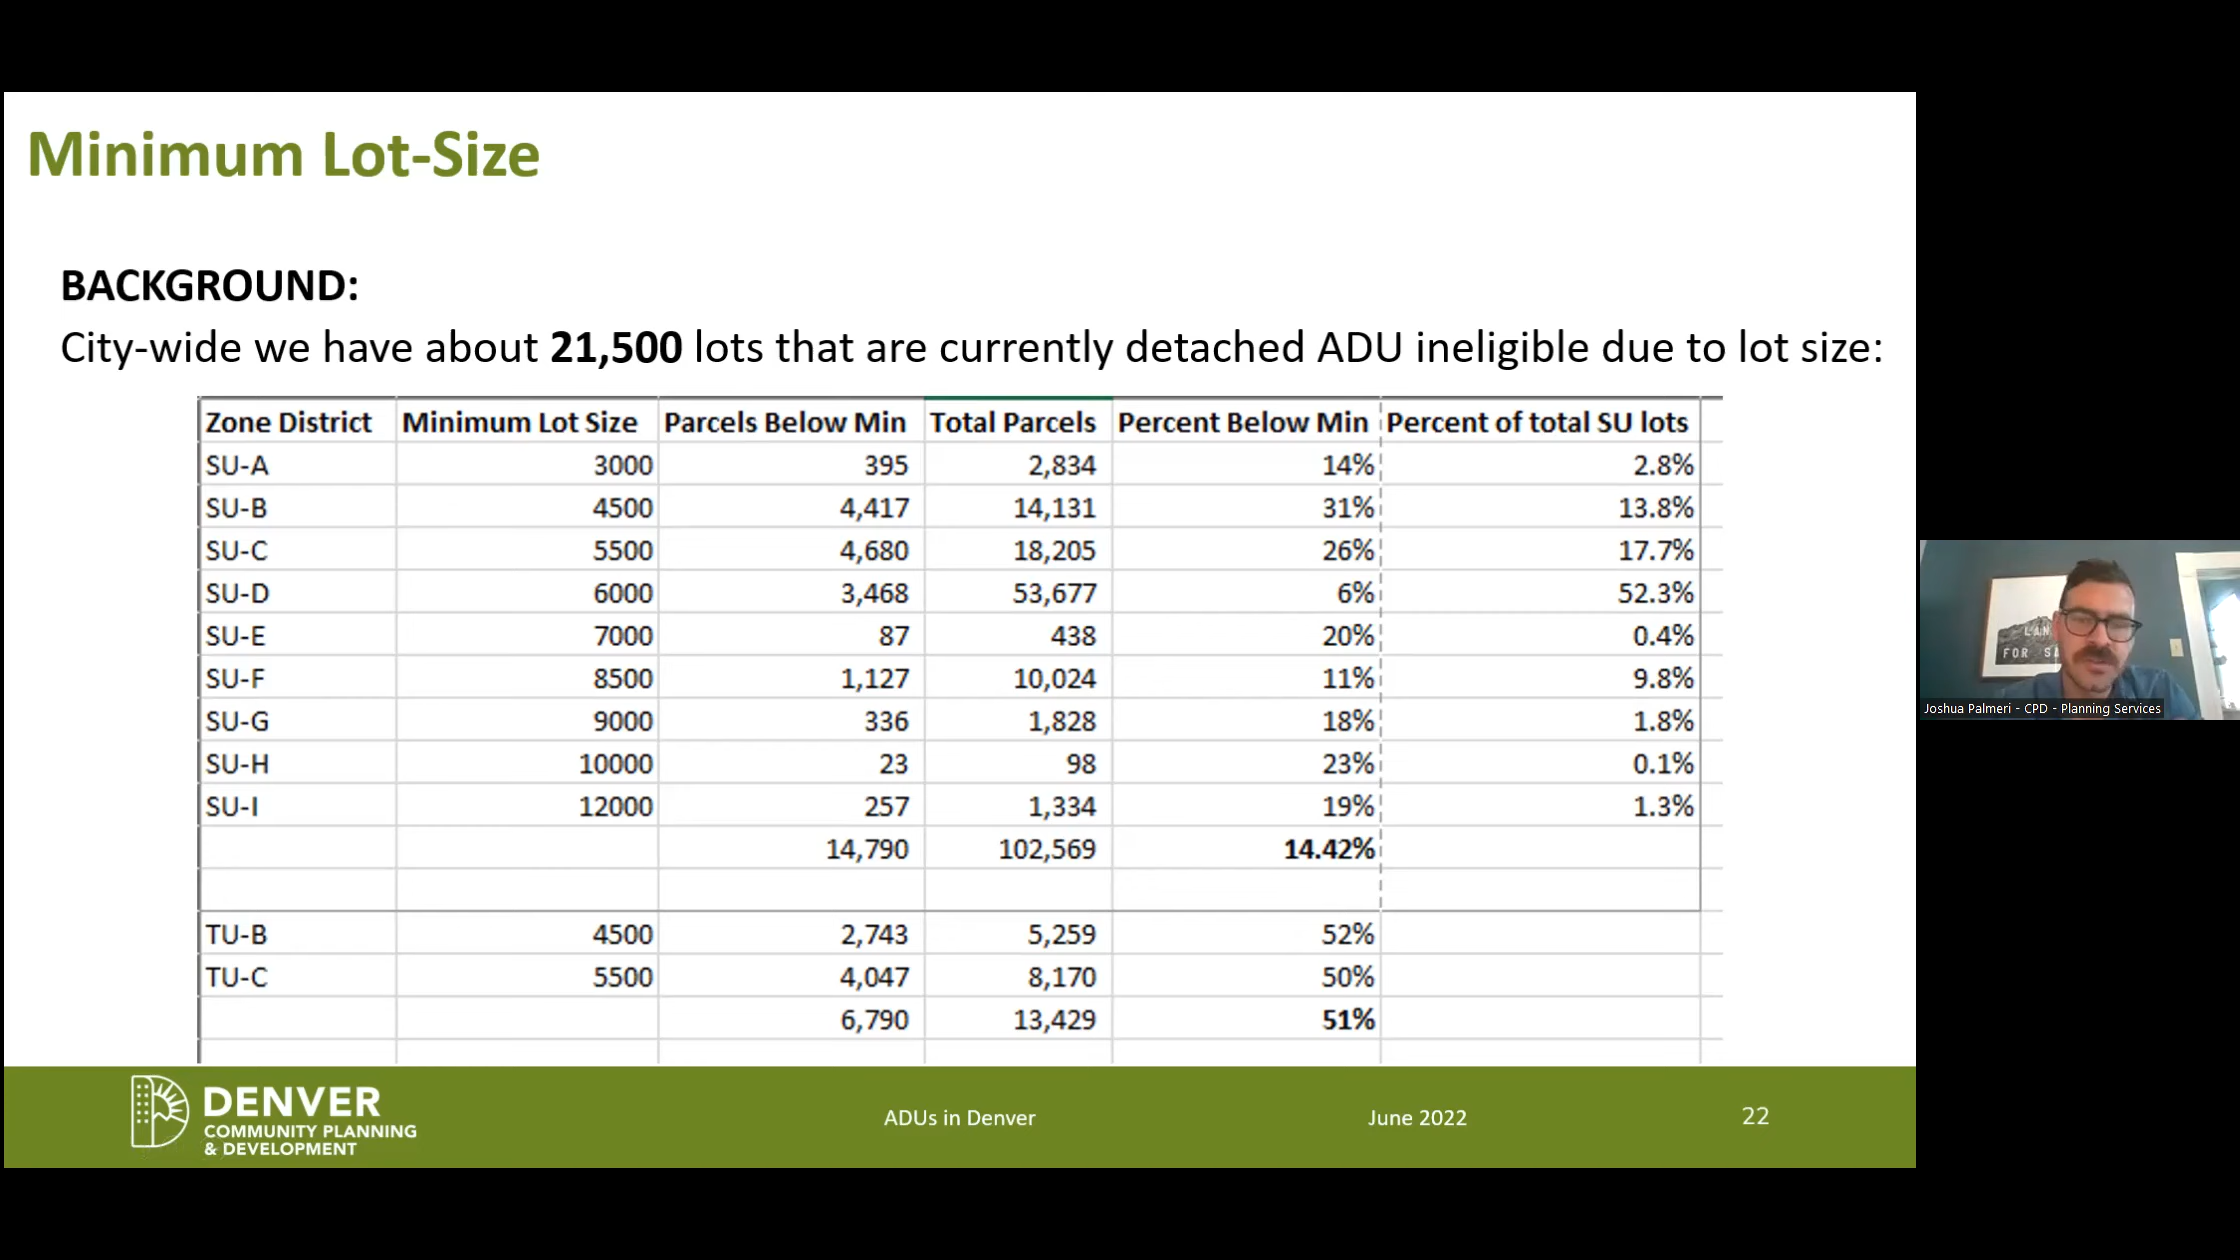 Minimum Lot-Size
BACKGROUND:
City-wide we have about 21,500 lots that are currently detached ADU ineligible due to lot size:
Zone District Minimum Lot Size Parcels Below Min Total Parcels Percent Below Min Percent of total SU lots
SU-A 3000 395 2,834 14% 2.8%
SU-B 4500 4,417 14,131 31% 13.8%
SU-C 5500 4,680 18,205 26% 17.7%
SU-D 6000 3,468 53,677 6% 52.3%
SU-E 7000 87 438 20% 0.4%
SU-F 8500 1,127 10,024 11% 9.8%
SU-G 9000 336 1,828 18% 1.8%
SU-H 10000 23 98 23% 0.1%
SU-I 12000 257 1,334 19% 1.3%
14,790 102,569 14.42%
TU-B 4500 2,743 5,259 52%
TU-C 5500 4,047 8,170 50%
6,790 13,429 51%
DENVER
COMMUNITY PLANNING
& DEVELOPMENT
ADUs in Denver
June 2022
22
FOR
Joshua Palmeri - CPD - Planning Services